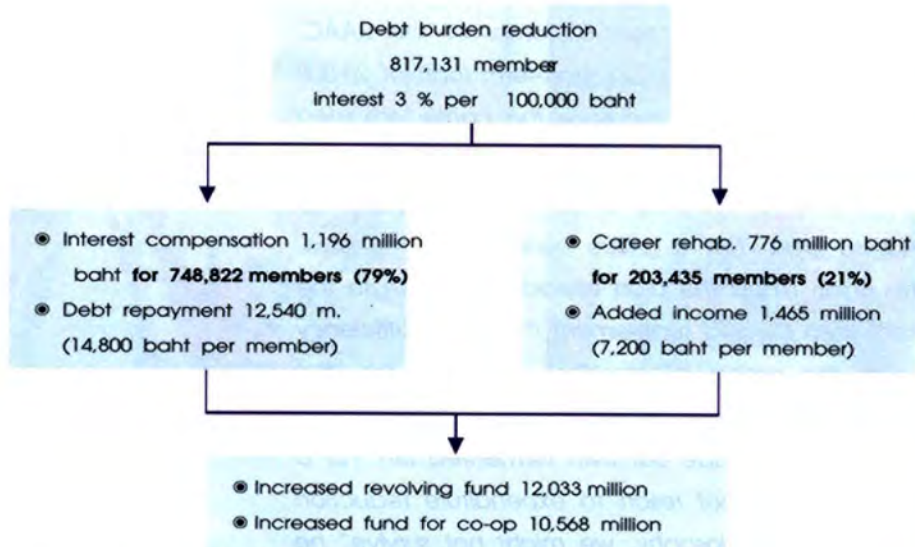 Debt burden reduction
817,131 member
interest 3 % per 100,000 baht
◉ Interest compensation 1,196 million
baht for 748,822 members (79%)
◉ Debt repayment 12,540 m.
(14,800 baht per member)
◉ Career rehab. 776 million baht
for 203,435 members (21%)
◉ Added income 1,465 million
(7,200 baht per member)
◉ Increased revolving fund 12,033 million
◉ Increased fund for co-op 10,568 million